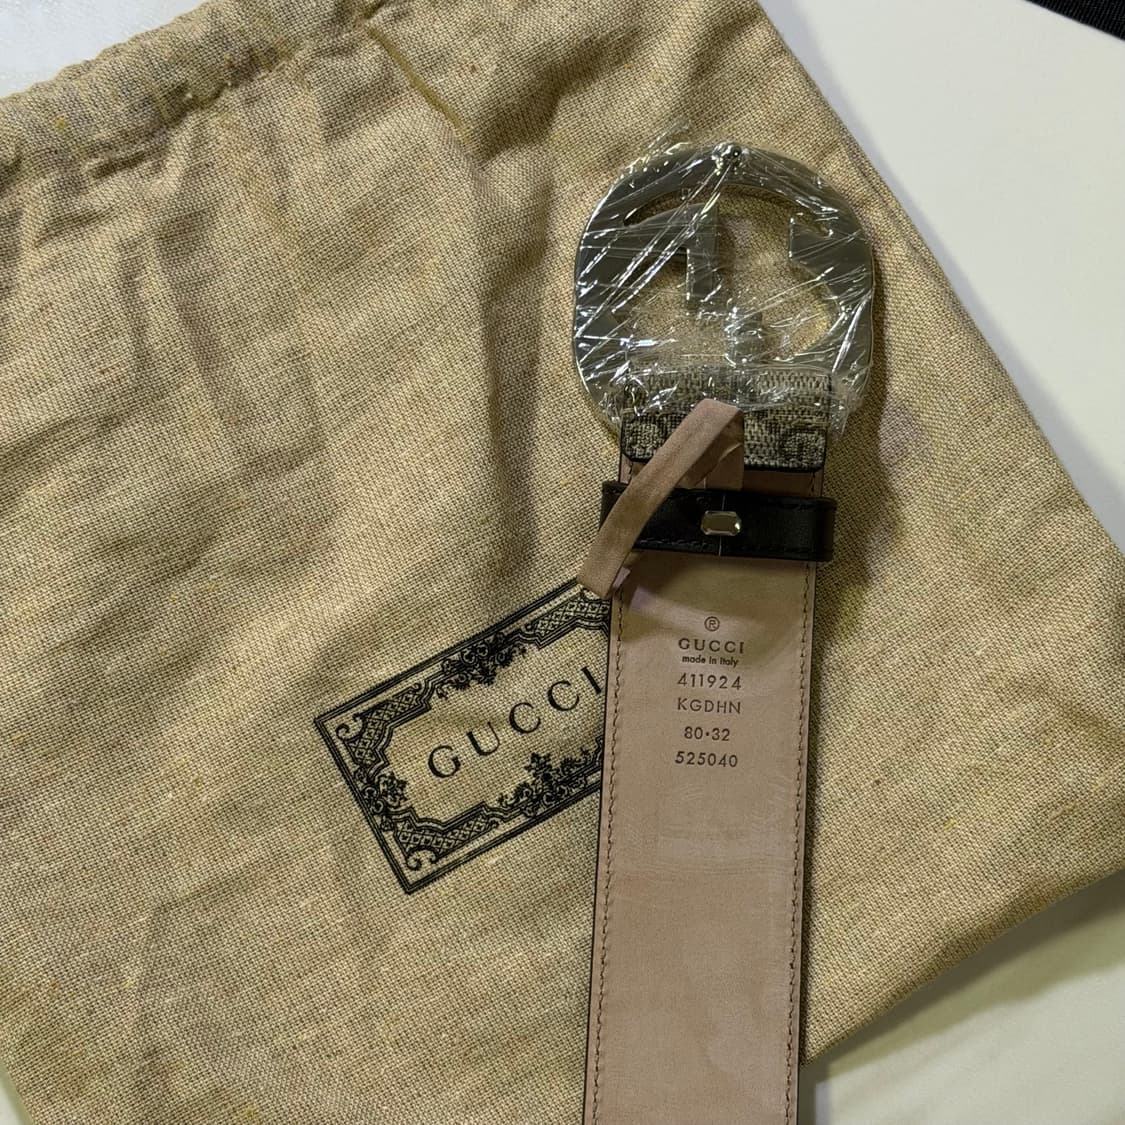 ®
GUCCI
made in italy
411924
KGDHN
80·32
525040
GUCCI